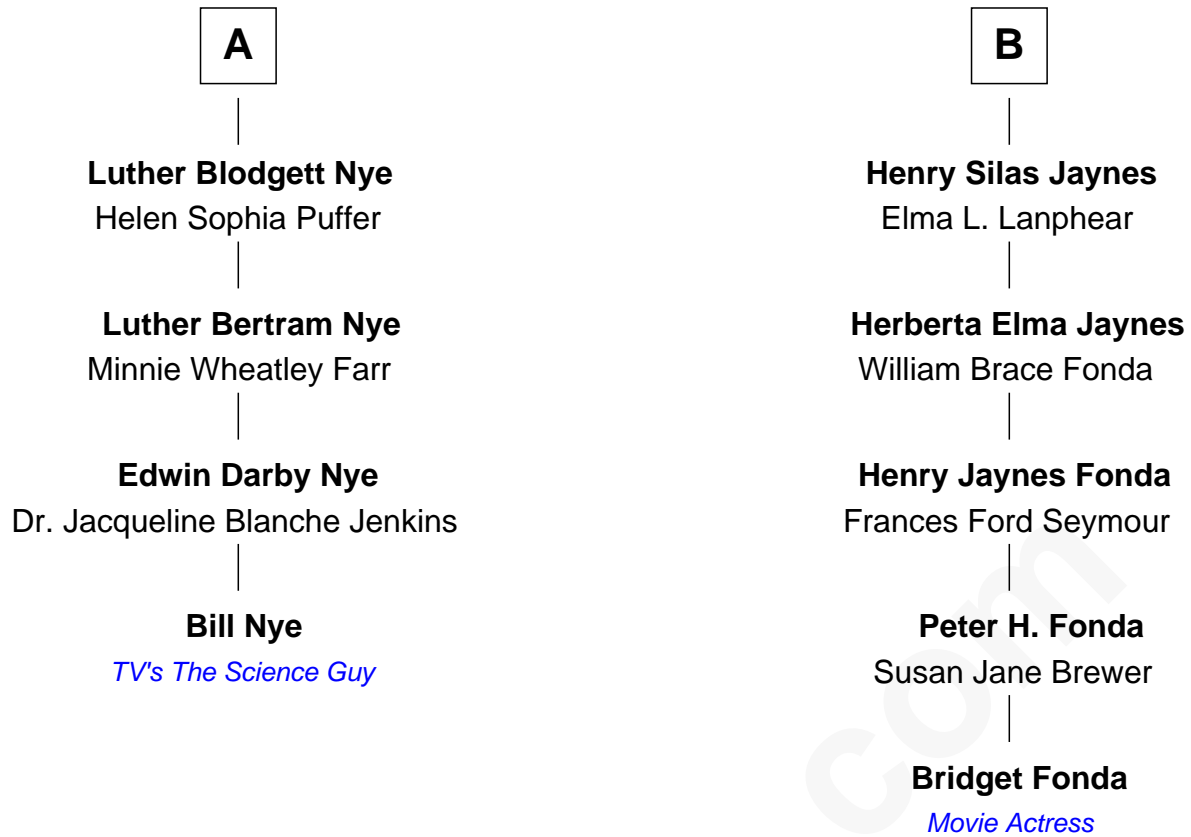 A
Luther Blodgett Nye
Helen Sophia Puffer
Luther Bertram Nye
Minnie Wheatley Farr
Edwin Darby Nye
Dr. Jacqueline Blanche Jenkins
Bill Nye
TV's The Science Guy
B
Henry Silas Jaynes
Elma L. Lanphear
Herberta Elma Jaynes
William Brace Fonda
Henry Jaynes Fonda
Frances Ford Seymour
Peter H. Fonda
Susan Jane Brewer
Bridget Fonda
Movie Actress
com